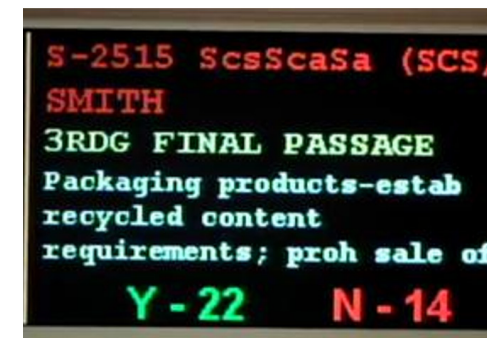 S-2515 ScsScaSa (SCS/
SMITH
3RDG FINAL PASSAGE
Packaging products-estab
recycled content
requirements; proh sale of
Y - 22 N - 14